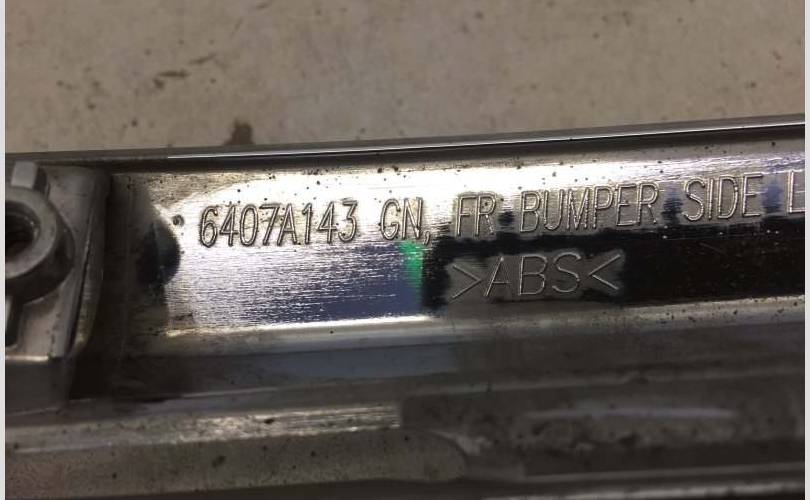 6407A143 GN, FR BUMPER SIDE L
>ABS<